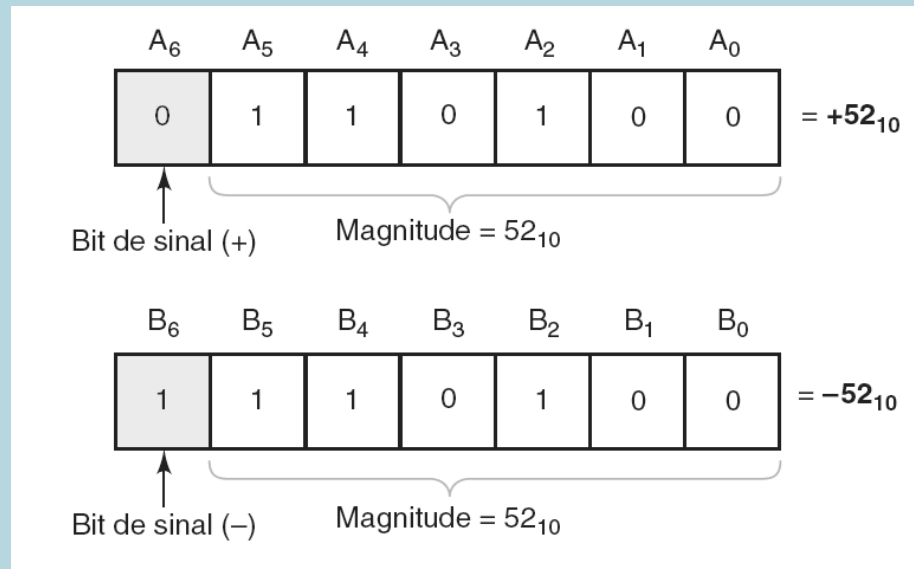 A₆ A₅ A₄ A₃ A₂ A₁ A₀
0 1 1 0 1 0 0 = +52₁₀
Bit de sinal (+) Magnitude = 52₁₀
B₆ B₅ B₄ B₃ B₂ B₁ B₀
1 1 1 0 1 0 0 = –52₁₀
Bit de sinal (–) Magnitude = 52₁₀